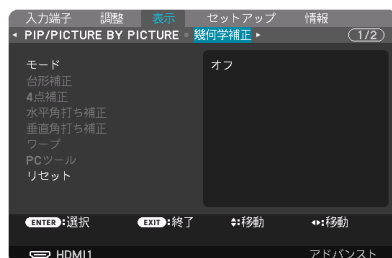 入力端子 調整 表示 セットアップ 情報
◂ PIP/PICTURE BY PICTURE 幾何学補正 ▸ 1/2
モード オフ
台形補正
4点補正
水平角打ち補正
垂直角打ち補正
ワープ
PCツール
リセット
ENTER :選択 EXIT :終了 :移動 :移動
HDMI1 アドバンスト